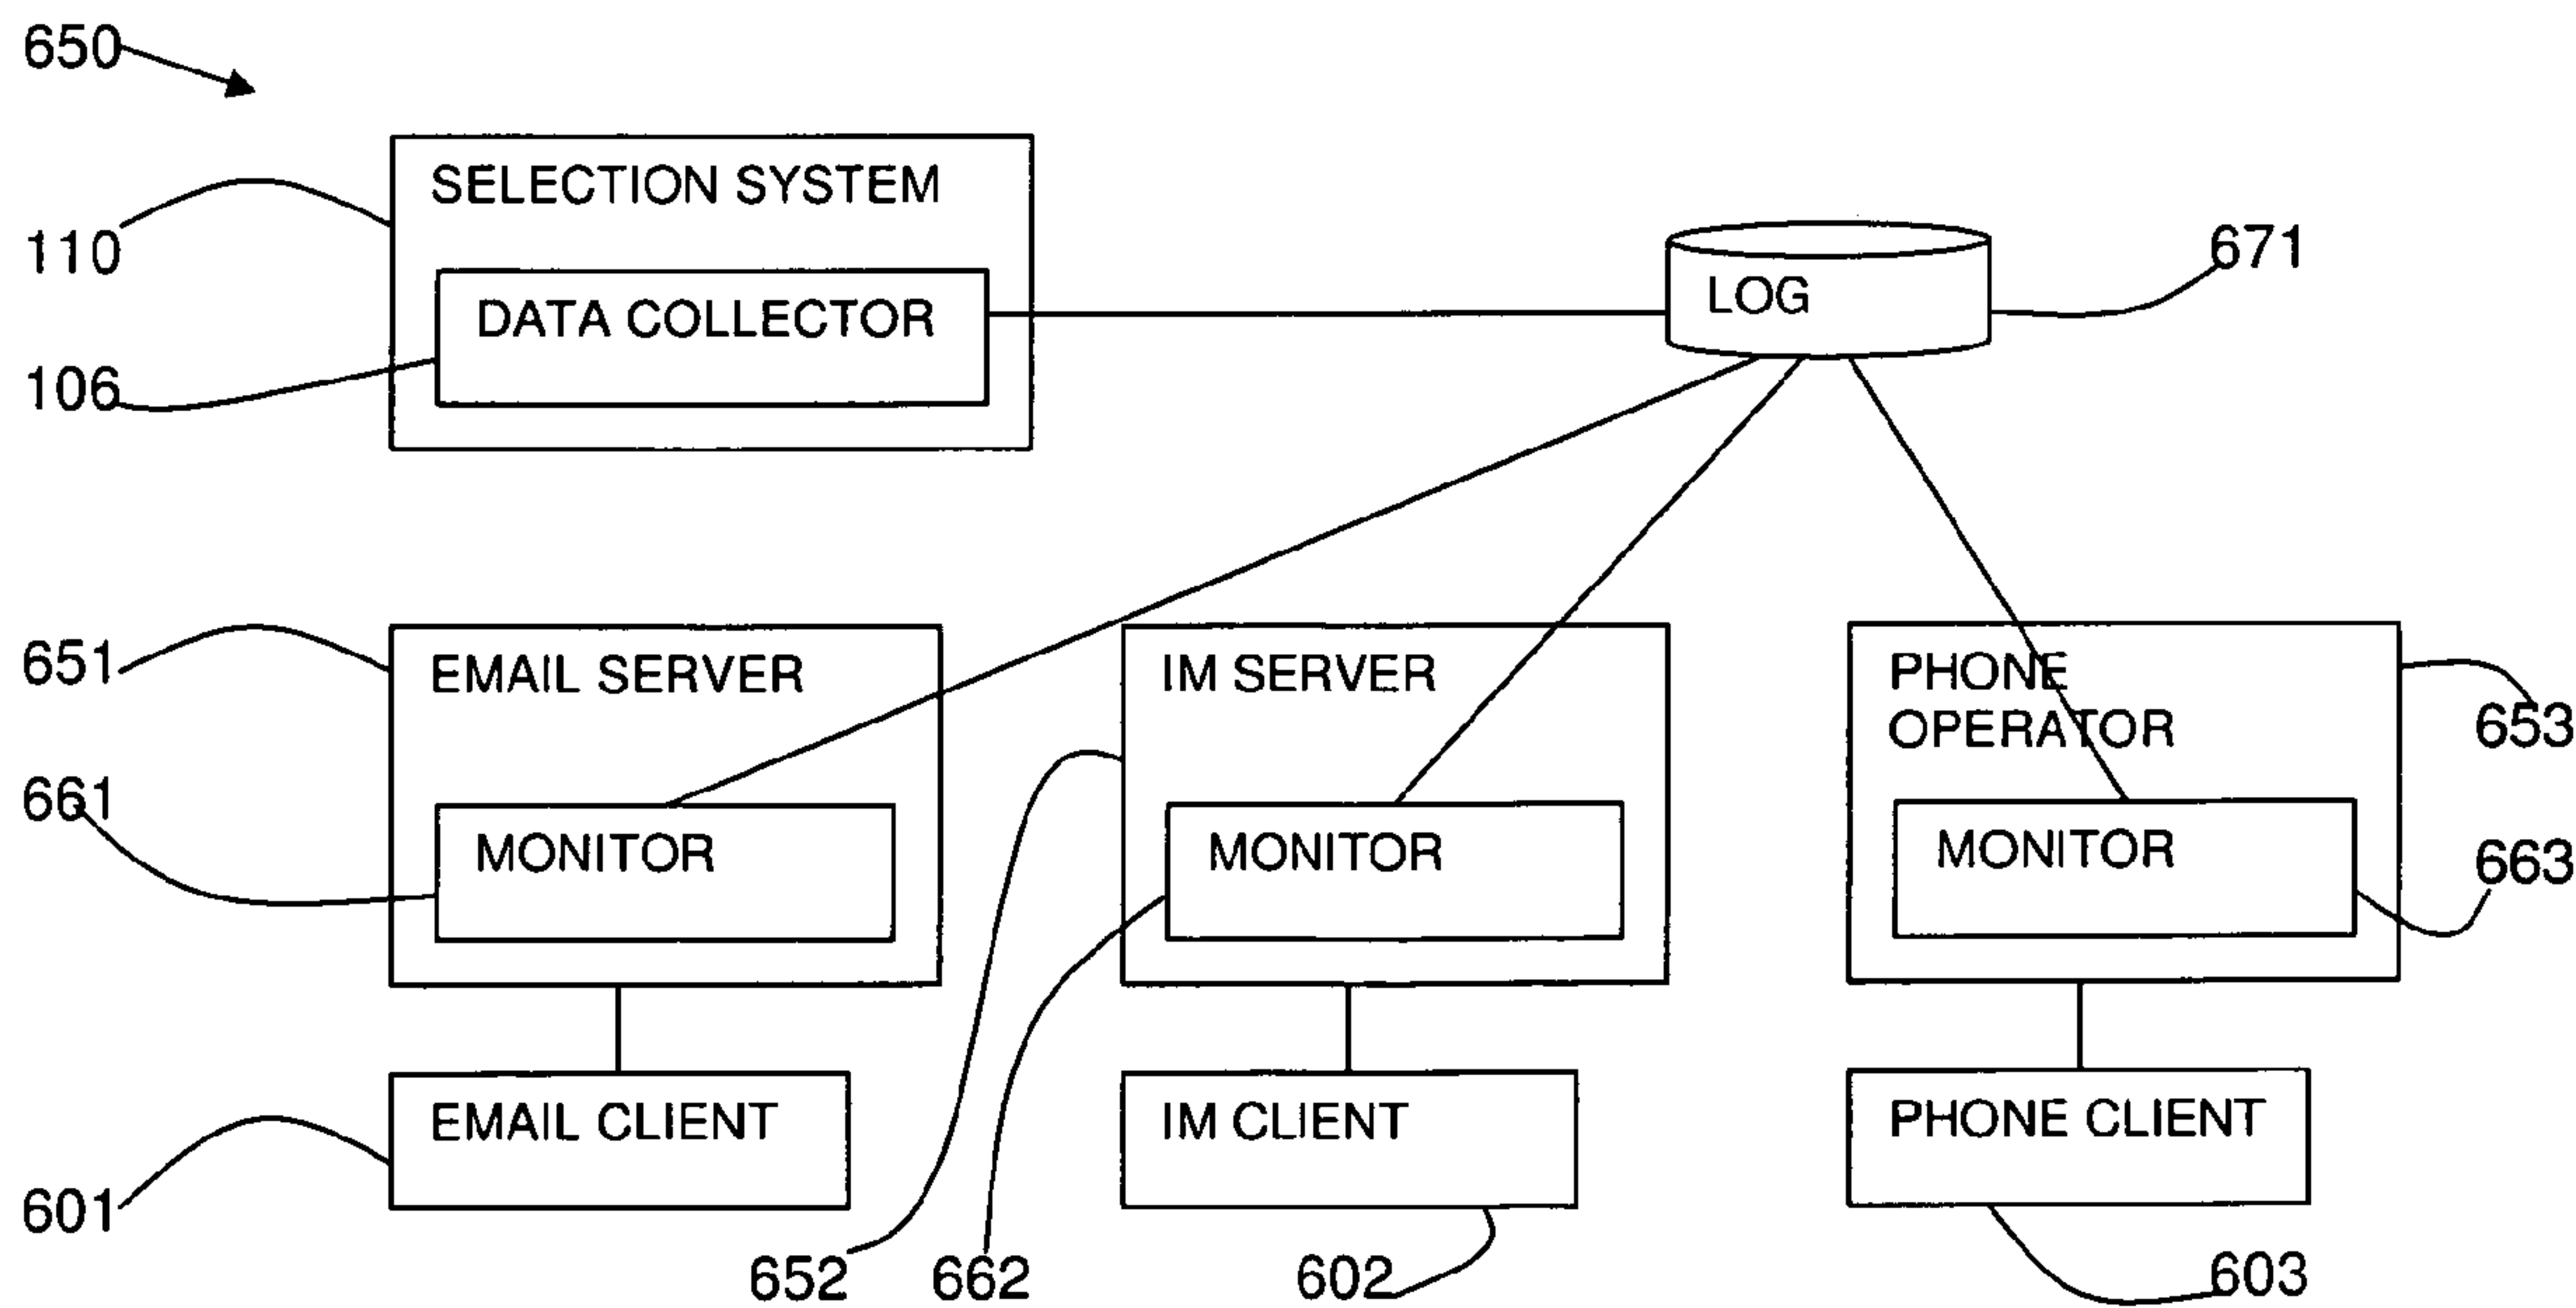 650
SELECTION SYSTEM
110
DATA COLLECTOR
106
LOG
671
651
EMAIL SERVER
IM SERVER
PHONE
OPERATOR
653
661
MONITOR
MONITOR
MONITOR
663
EMAIL CLIENT
IM CLIENT
PHONE CLIENT
601
652
662
602
603